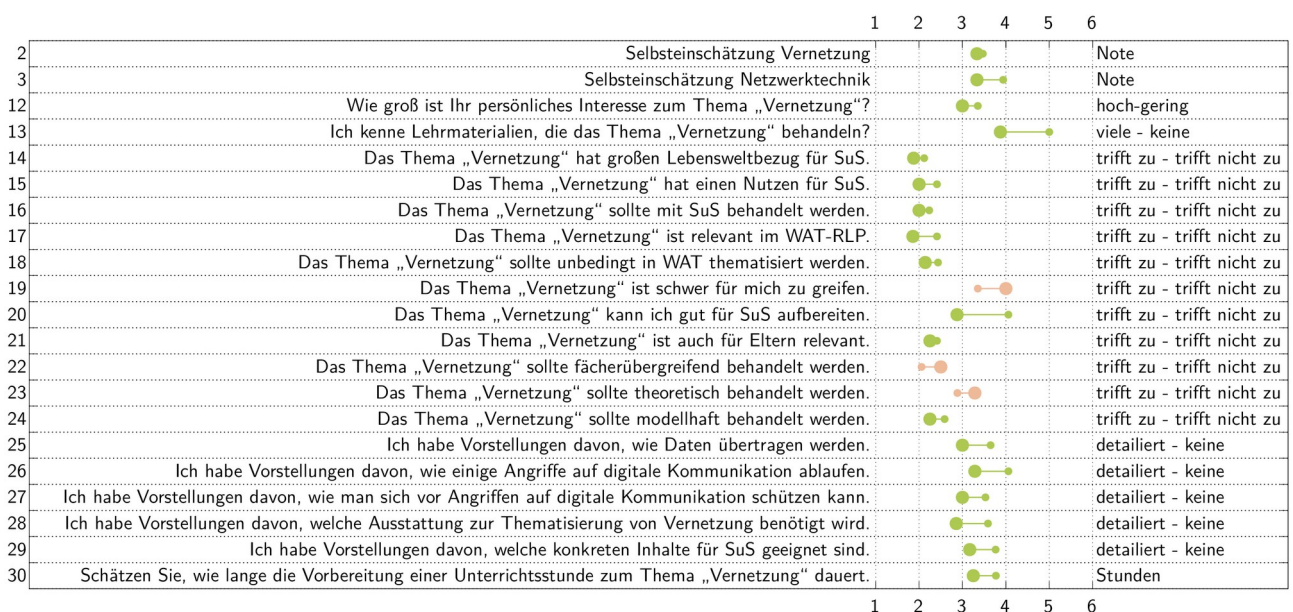 1 2 3 4 5 6
2 Selbsteinschätzung Vernetzung Note
3 Selbsteinschätzung Netzwerktechnik Note
12 Wie groß ist Ihr persönliches Interesse zum Thema „Vernetzung“? hoch-gering
13 Ich kenne Lehrmaterialien, die das Thema „Vernetzung“ behandeln? viele - keine
14 Das Thema „Vernetzung“ hat großen Lebensweltbezug für SuS. trifft zu - trifft nicht zu
15 Das Thema „Vernetzung“ hat einen Nutzen für SuS. trifft zu - trifft nicht zu
16 Das Thema „Vernetzung“ sollte mit SuS behandelt werden. trifft zu - trifft nicht zu
17 Das Thema „Vernetzung“ ist relevant im WAT-RLP. trifft zu - trifft nicht zu
18 Das Thema „Vernetzung“ sollte unbedingt in WAT thematisiert werden. trifft zu - trifft nicht zu
19 Das Thema „Vernetzung“ ist schwer für mich zu greifen. trifft zu - trifft nicht zu
20 Das Thema „Vernetzung“ kann ich gut für SuS aufbereiten. trifft zu - trifft nicht zu
21 Das Thema „Vernetzung“ ist auch für Eltern relevant. trifft zu - trifft nicht zu
22 Das Thema „Vernetzung“ sollte fächerübergreifend behandelt werden. trifft zu - trifft nicht zu
23 Das Thema „Vernetzung“ sollte theoretisch behandelt werden. trifft zu - trifft nicht zu
24 Das Thema „Vernetzung“ sollte modellhaft behandelt werden. trifft zu - trifft nicht zu
25 Ich habe Vorstellungen davon, wie Daten übertragen werden. detailiert - keine
26 Ich habe Vorstellungen davon, wie einige Angriffe auf digitale Kommunikation ablaufen. detailiert - keine
27 Ich habe Vorstellungen davon, wie man sich vor Angriffen auf digitale Kommunikation schützen kann. detailiert - keine
28 Ich habe Vorstellungen davon, welche Ausstattung zur Thematisierung von Vernetzung benötigt wird. detailiert - keine
29 Ich habe Vorstellungen davon, welche konkreten Inhalte für SuS geeignet sind. detailiert - keine
30 Schätzen Sie, wie lange die Vorbereitung einer Unterrichtsstunde zum Thema „Vernetzung“ dauert. Stunden
1 2 3 4 5 6